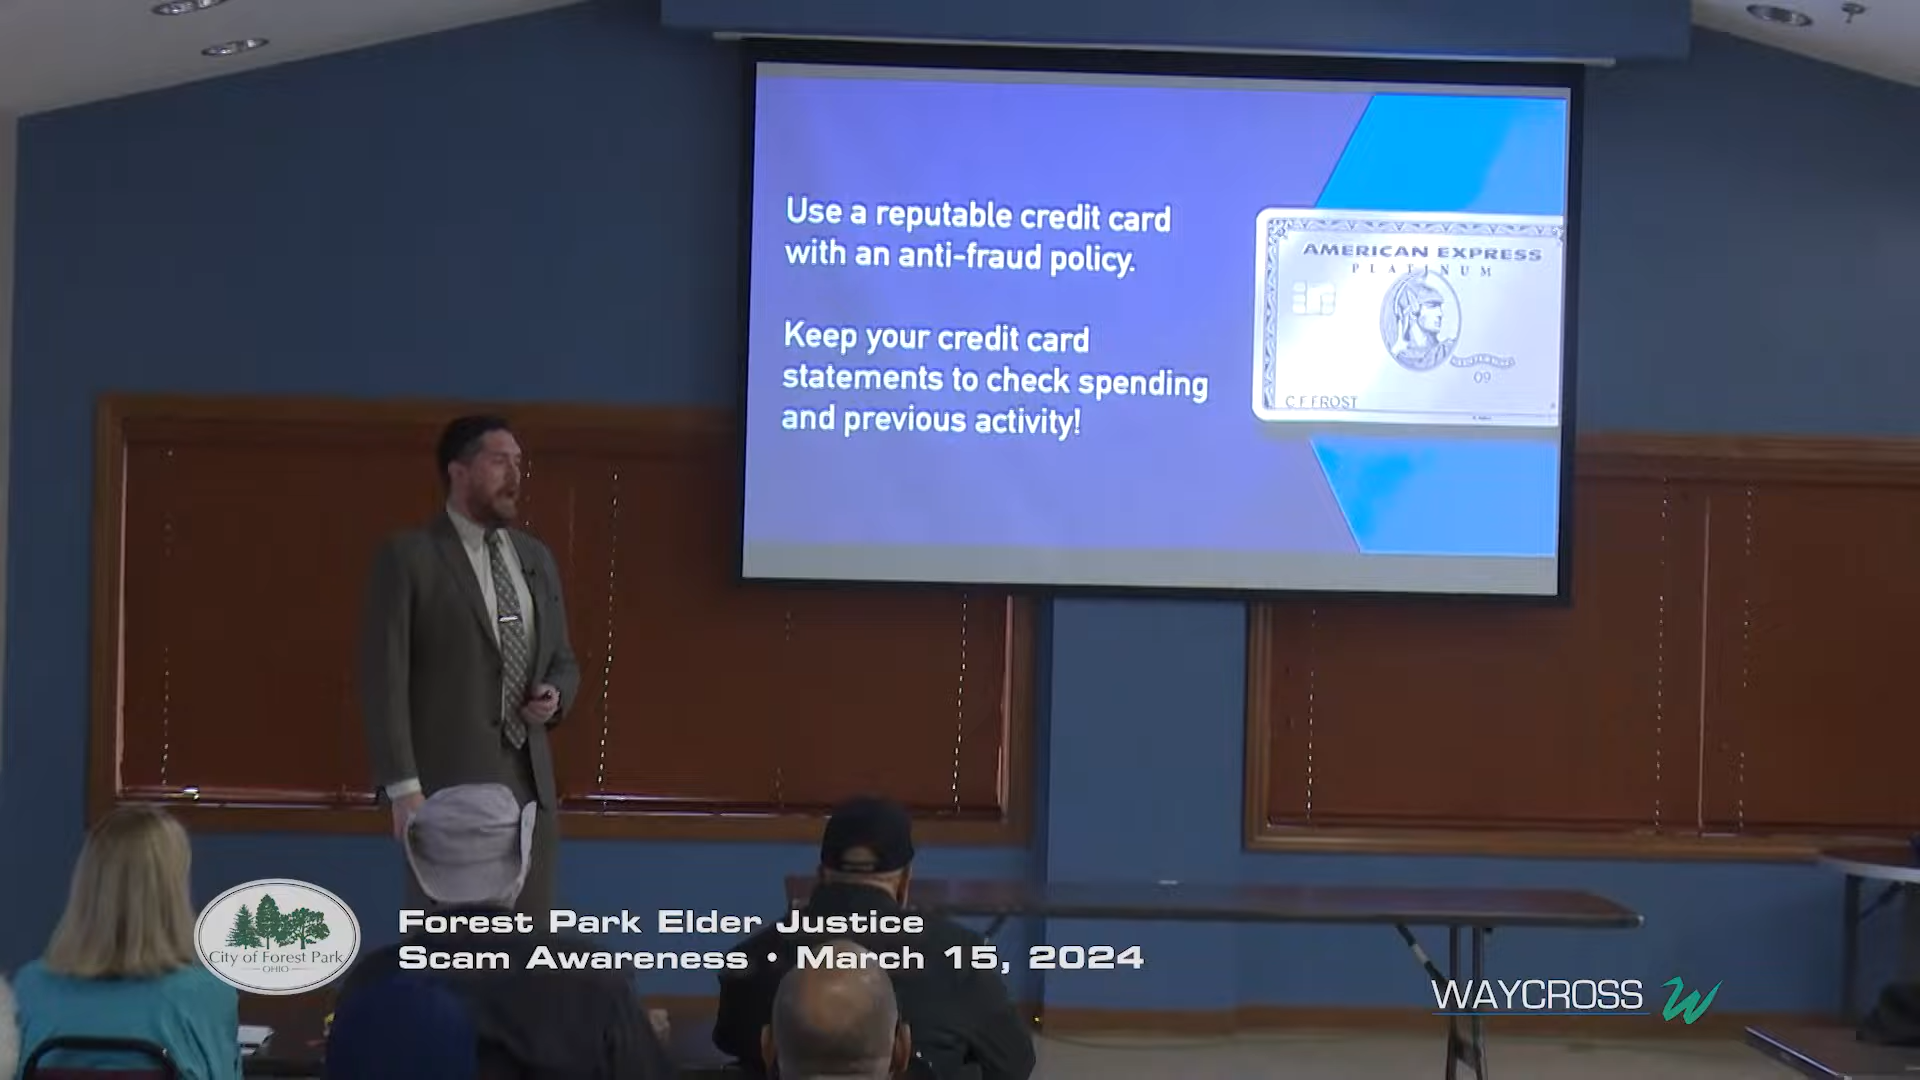 Use a reputable credit card
with an anti-fraud policy.
Keep your credit card
statements to check spending
and previous activity!
AMERICAN EXPRESS
PLATINUM
09
C F FROST
City of Forest Park
OHIO
Forest Park Elder Justice
Scam Awareness • March 15, 2024
WAYCROSS W